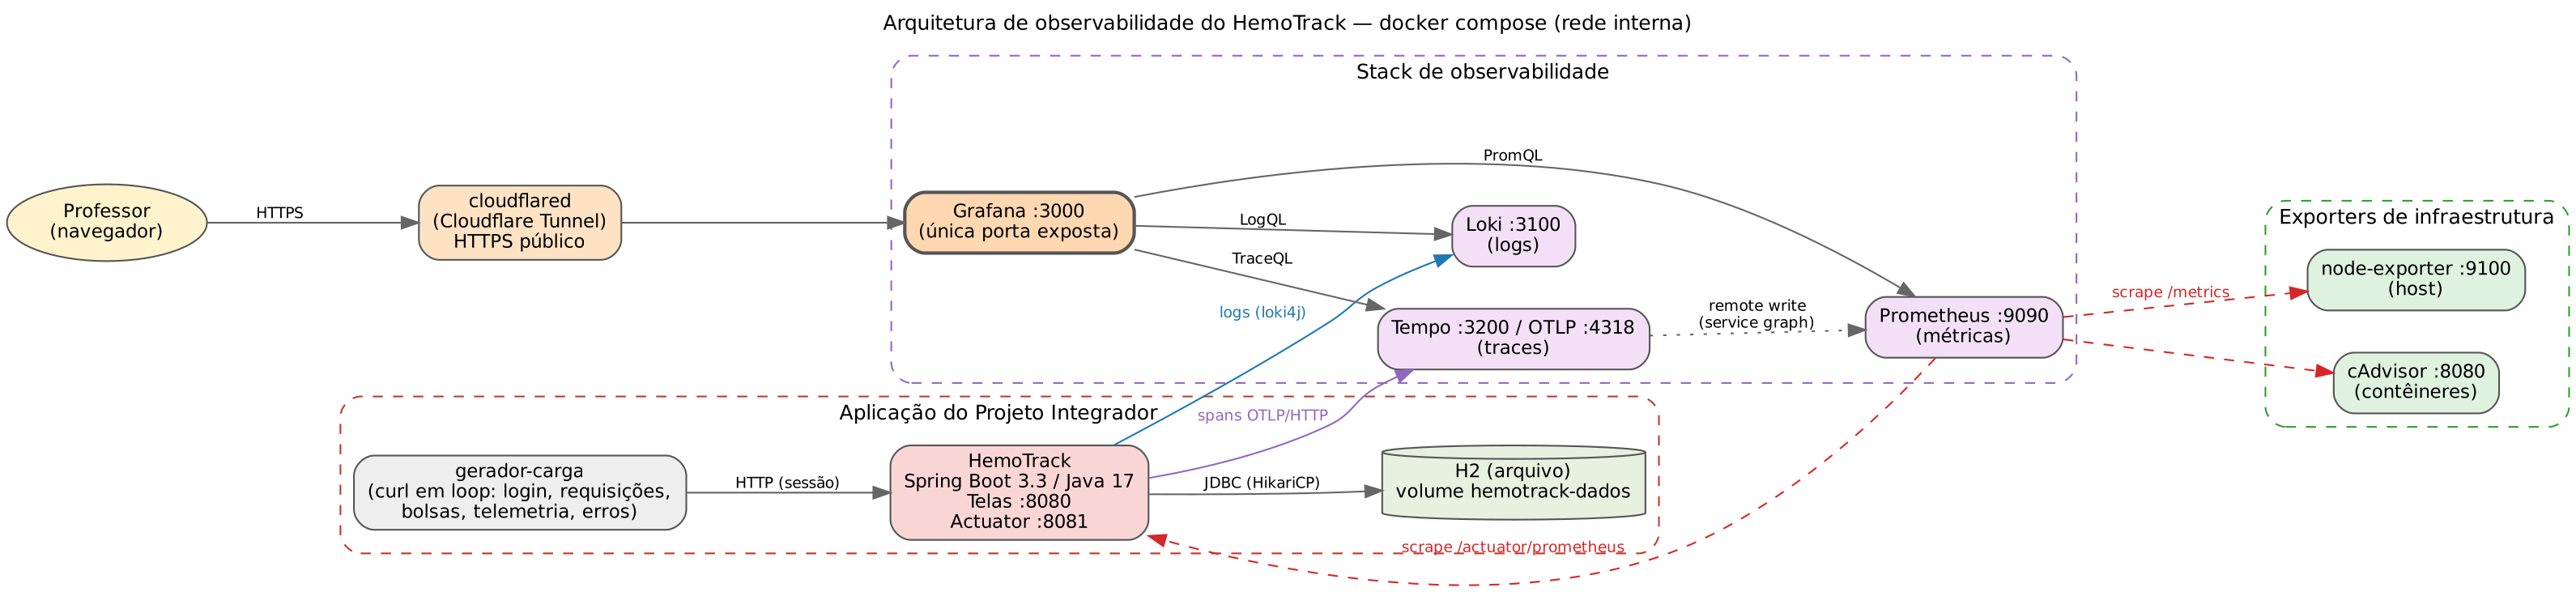 Arquitetura de observabilidade do HemoTrack — docker compose (rede interna)
Stack de observabilidade
Professor
(navegador)
HTTPS
cloudflared
(Cloudflare Tunnel)
HTTPS público
Grafana :3000
(única porta exposta)
PromQL
LogQL
TraceQL
Loki :3100
(logs)
logs (loki4j)
Tempo :3200 / OTLP :4318
(traces)
remote write
(service graph)
Prometheus :9090
(métricas)
scrape /metrics
Exporters de infraestrutura
node-exporter :9100
(host)
cAdvisor :8080
(contêineres)
Aplicação do Projeto Integrador
spans OTLP/HTTP
gerador-carga
(curl em loop: login, requisições,
bolsas, telemetria, erros)
HTTP (sessão)
HemoTrack
Spring Boot 3.3 / Java 17
Telas :8080
Actuator :8081
JDBC (HikariCP)
H2 (arquivo)
volume hemotrack-dados
scrape /actuator/prometheus